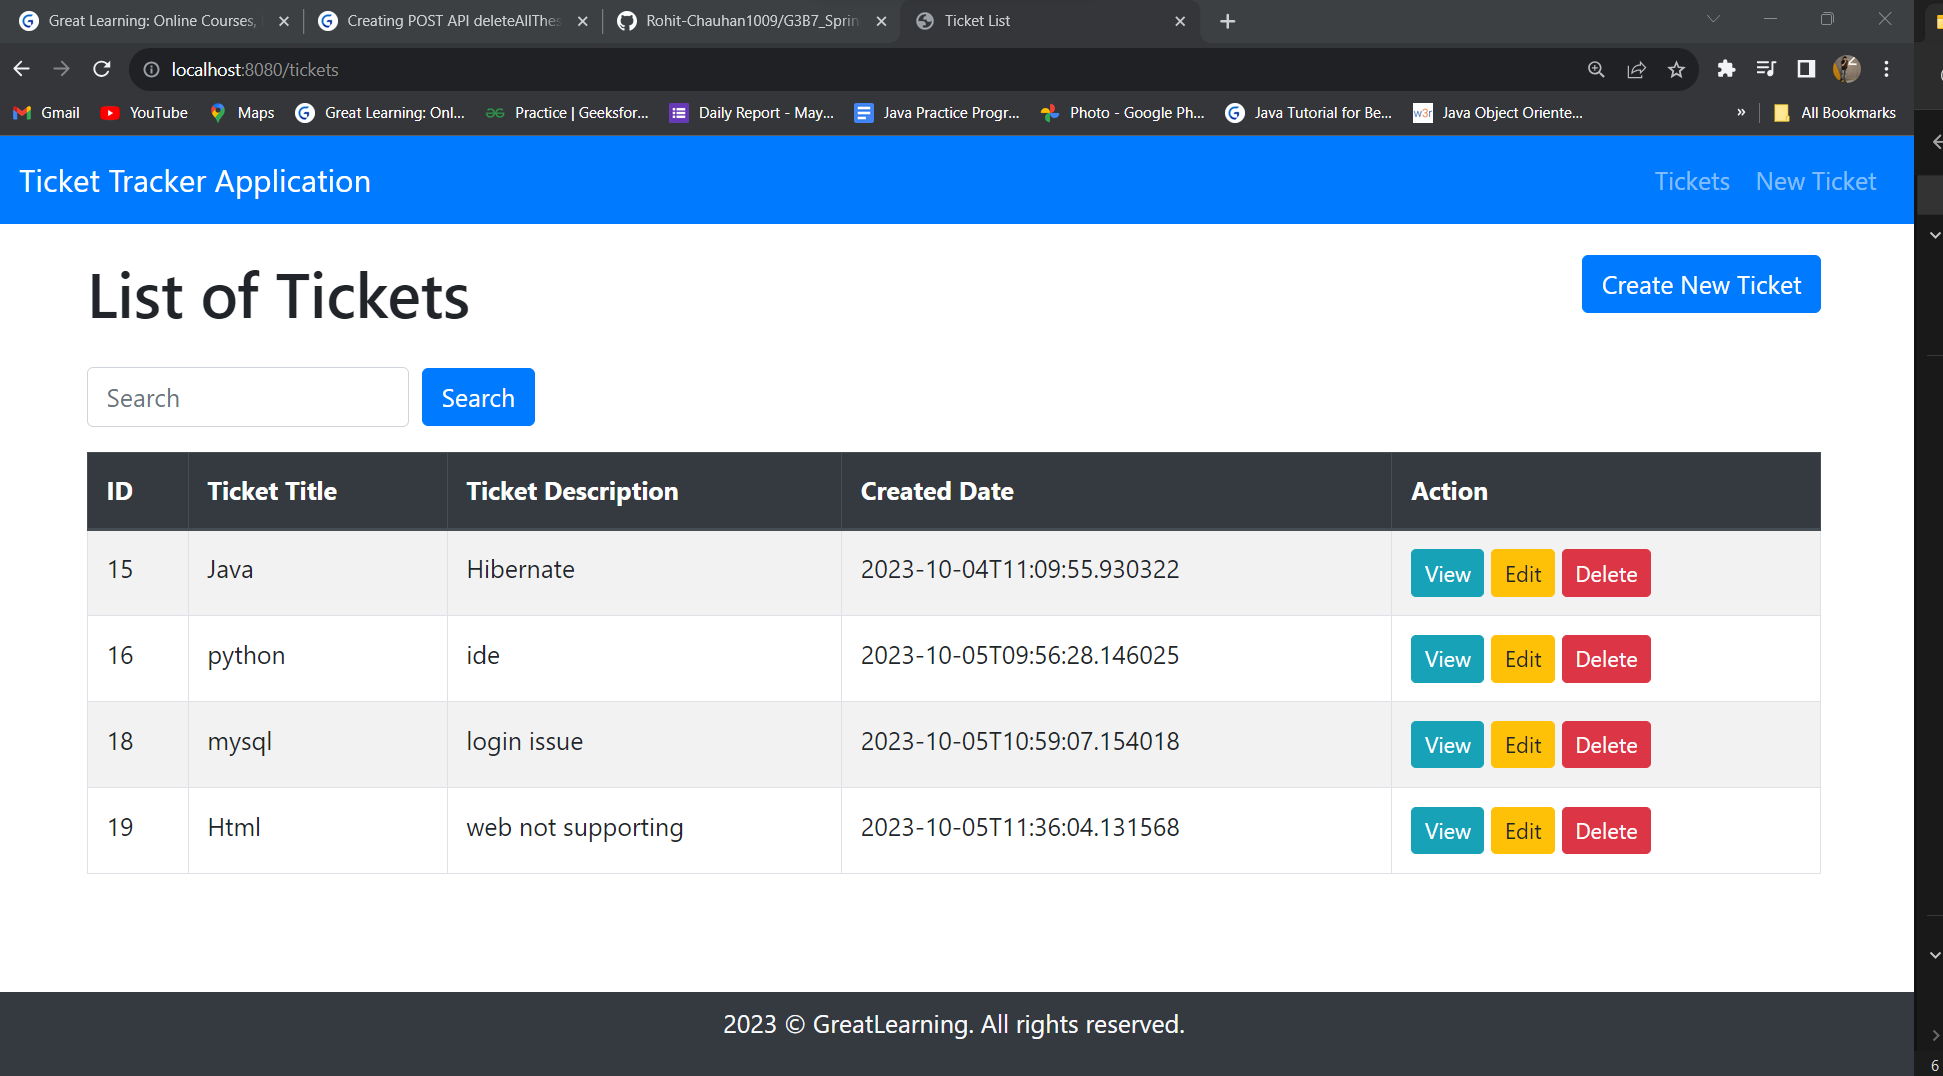 Great Learning: Online Courses,
Creating POST API deleteAllThes
Rohit-Chauhan1009/G3B7_Sprin
Ticket List
localhost:8080/tickets
Gmail YouTube Maps Great Learning: Onl... Practice | Geeksfor... Daily Report - May... Java Practice Progr... Photo - Google Ph... Java Tutorial for Be... w3r Java Object Oriente... » All Bookmarks
Ticket Tracker Application Tickets New Ticket
List of Tickets Create New Ticket
Search Search
ID Ticket Title Ticket Description Created Date Action
15 Java Hibernate 2023-10-04T11:09:55.930322 View Edit Delete
16 python ide 2023-10-05T09:56:28.146025 View Edit Delete
18 mysql login issue 2023-10-05T10:59:07.154018 View Edit Delete
19 Html web not supporting 2023-10-05T11:36:04.131568 View Edit Delete
2023 © GreatLearning. All rights reserved.
6